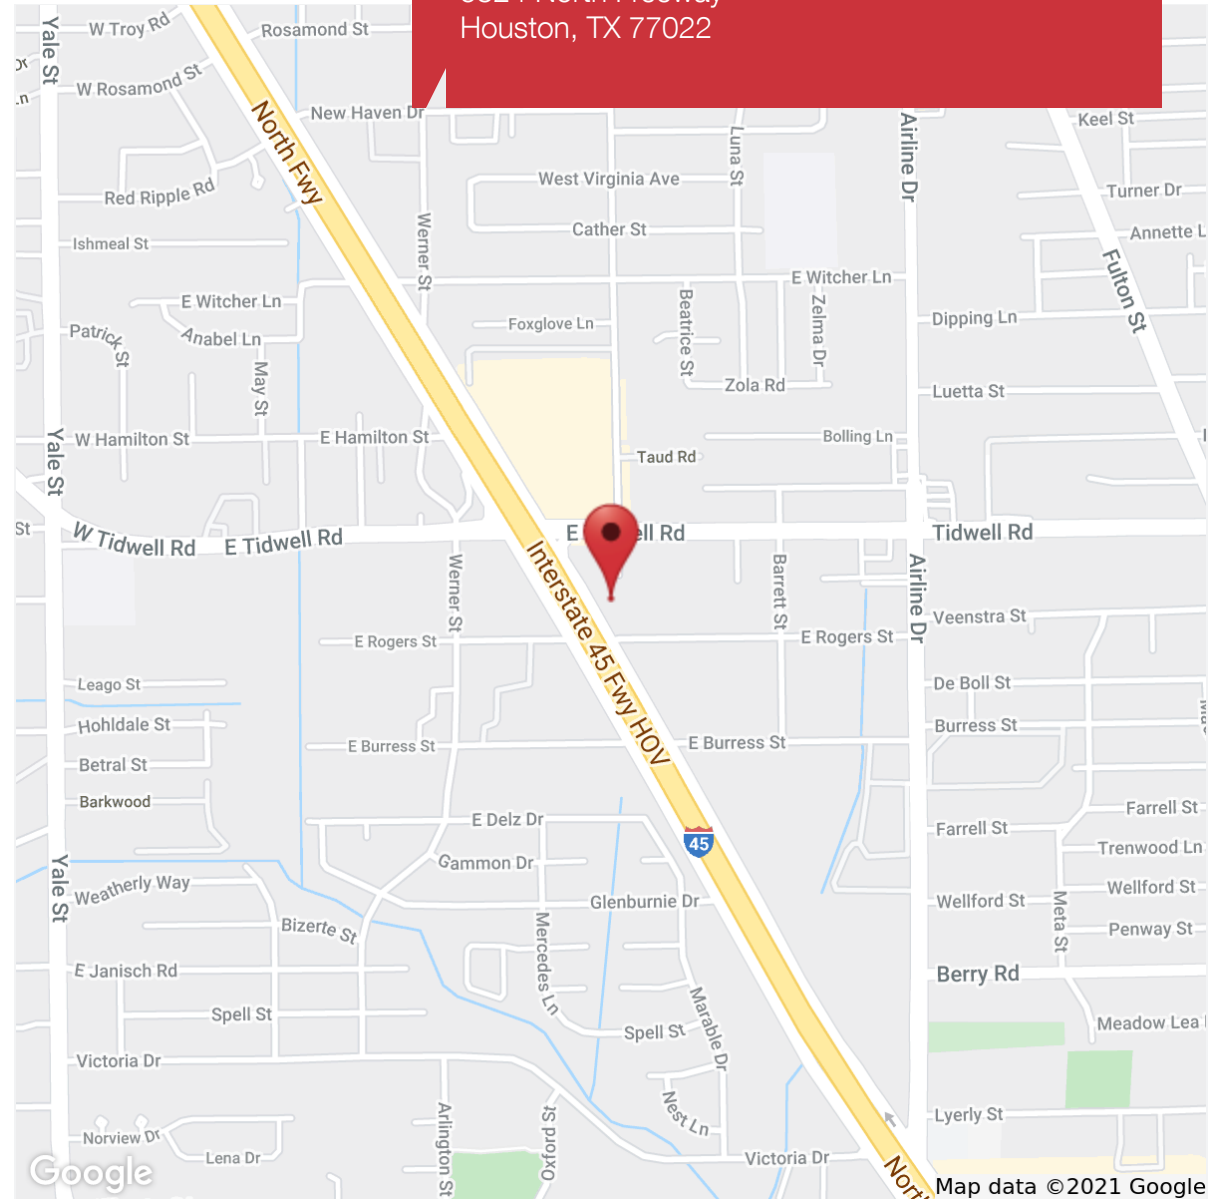 Houston, TX 77022
Yale St
W Troy Rd
Rosamond St
W Rosamond St
North Fwy
New Haven Dr
Airline Dr
Keel St
Luna St
West Virginia Ave
Red Ripple Rd
Turner Dr
Werner St
Cather St
Annette L
Ishmeal St
Fulton St
E Witcher Ln
E Witcher Ln
Beatrice St
Zelma Dr
Patrick St
Anabel Ln
Foxglove Ln
Dipping Ln
May St
Zola Rd
Luetta St
Yale St
W Hamilton St
E Hamilton St
Bolling Ln
Taud Rd
St
W Tidwell Rd
E Tidwell Rd
E
ell Rd
Tidwell Rd
Interstate 45 Fwy HOV
Werner St
Barrett St
Airline Dr
Veenstra St
E Rogers St
E Rogers St
Leago St
De Boll St
Hohldale St
Burress St
E Burress St
E Burress St
Betral St
Barkwood
Farrell St
E Delz Dr
Farrell St
45
Trenwood Ln
Gammon Dr
Yale St
Weatherly Way
Wellford St
Glenburnie Dr
Wellford St
Meta St
Bizerte St
Mercedes Ln
Penway St
E Janisch Rd
Berry Rd
Spell St
Marable Dr
Spell St
Meadow Lea
Victoria Dr
Nest Ln
Arlington St
Oxford St
Lyerly St
Norview Dr
Lena Dr
Victoria Dr
Google
Map data ©2021 Google